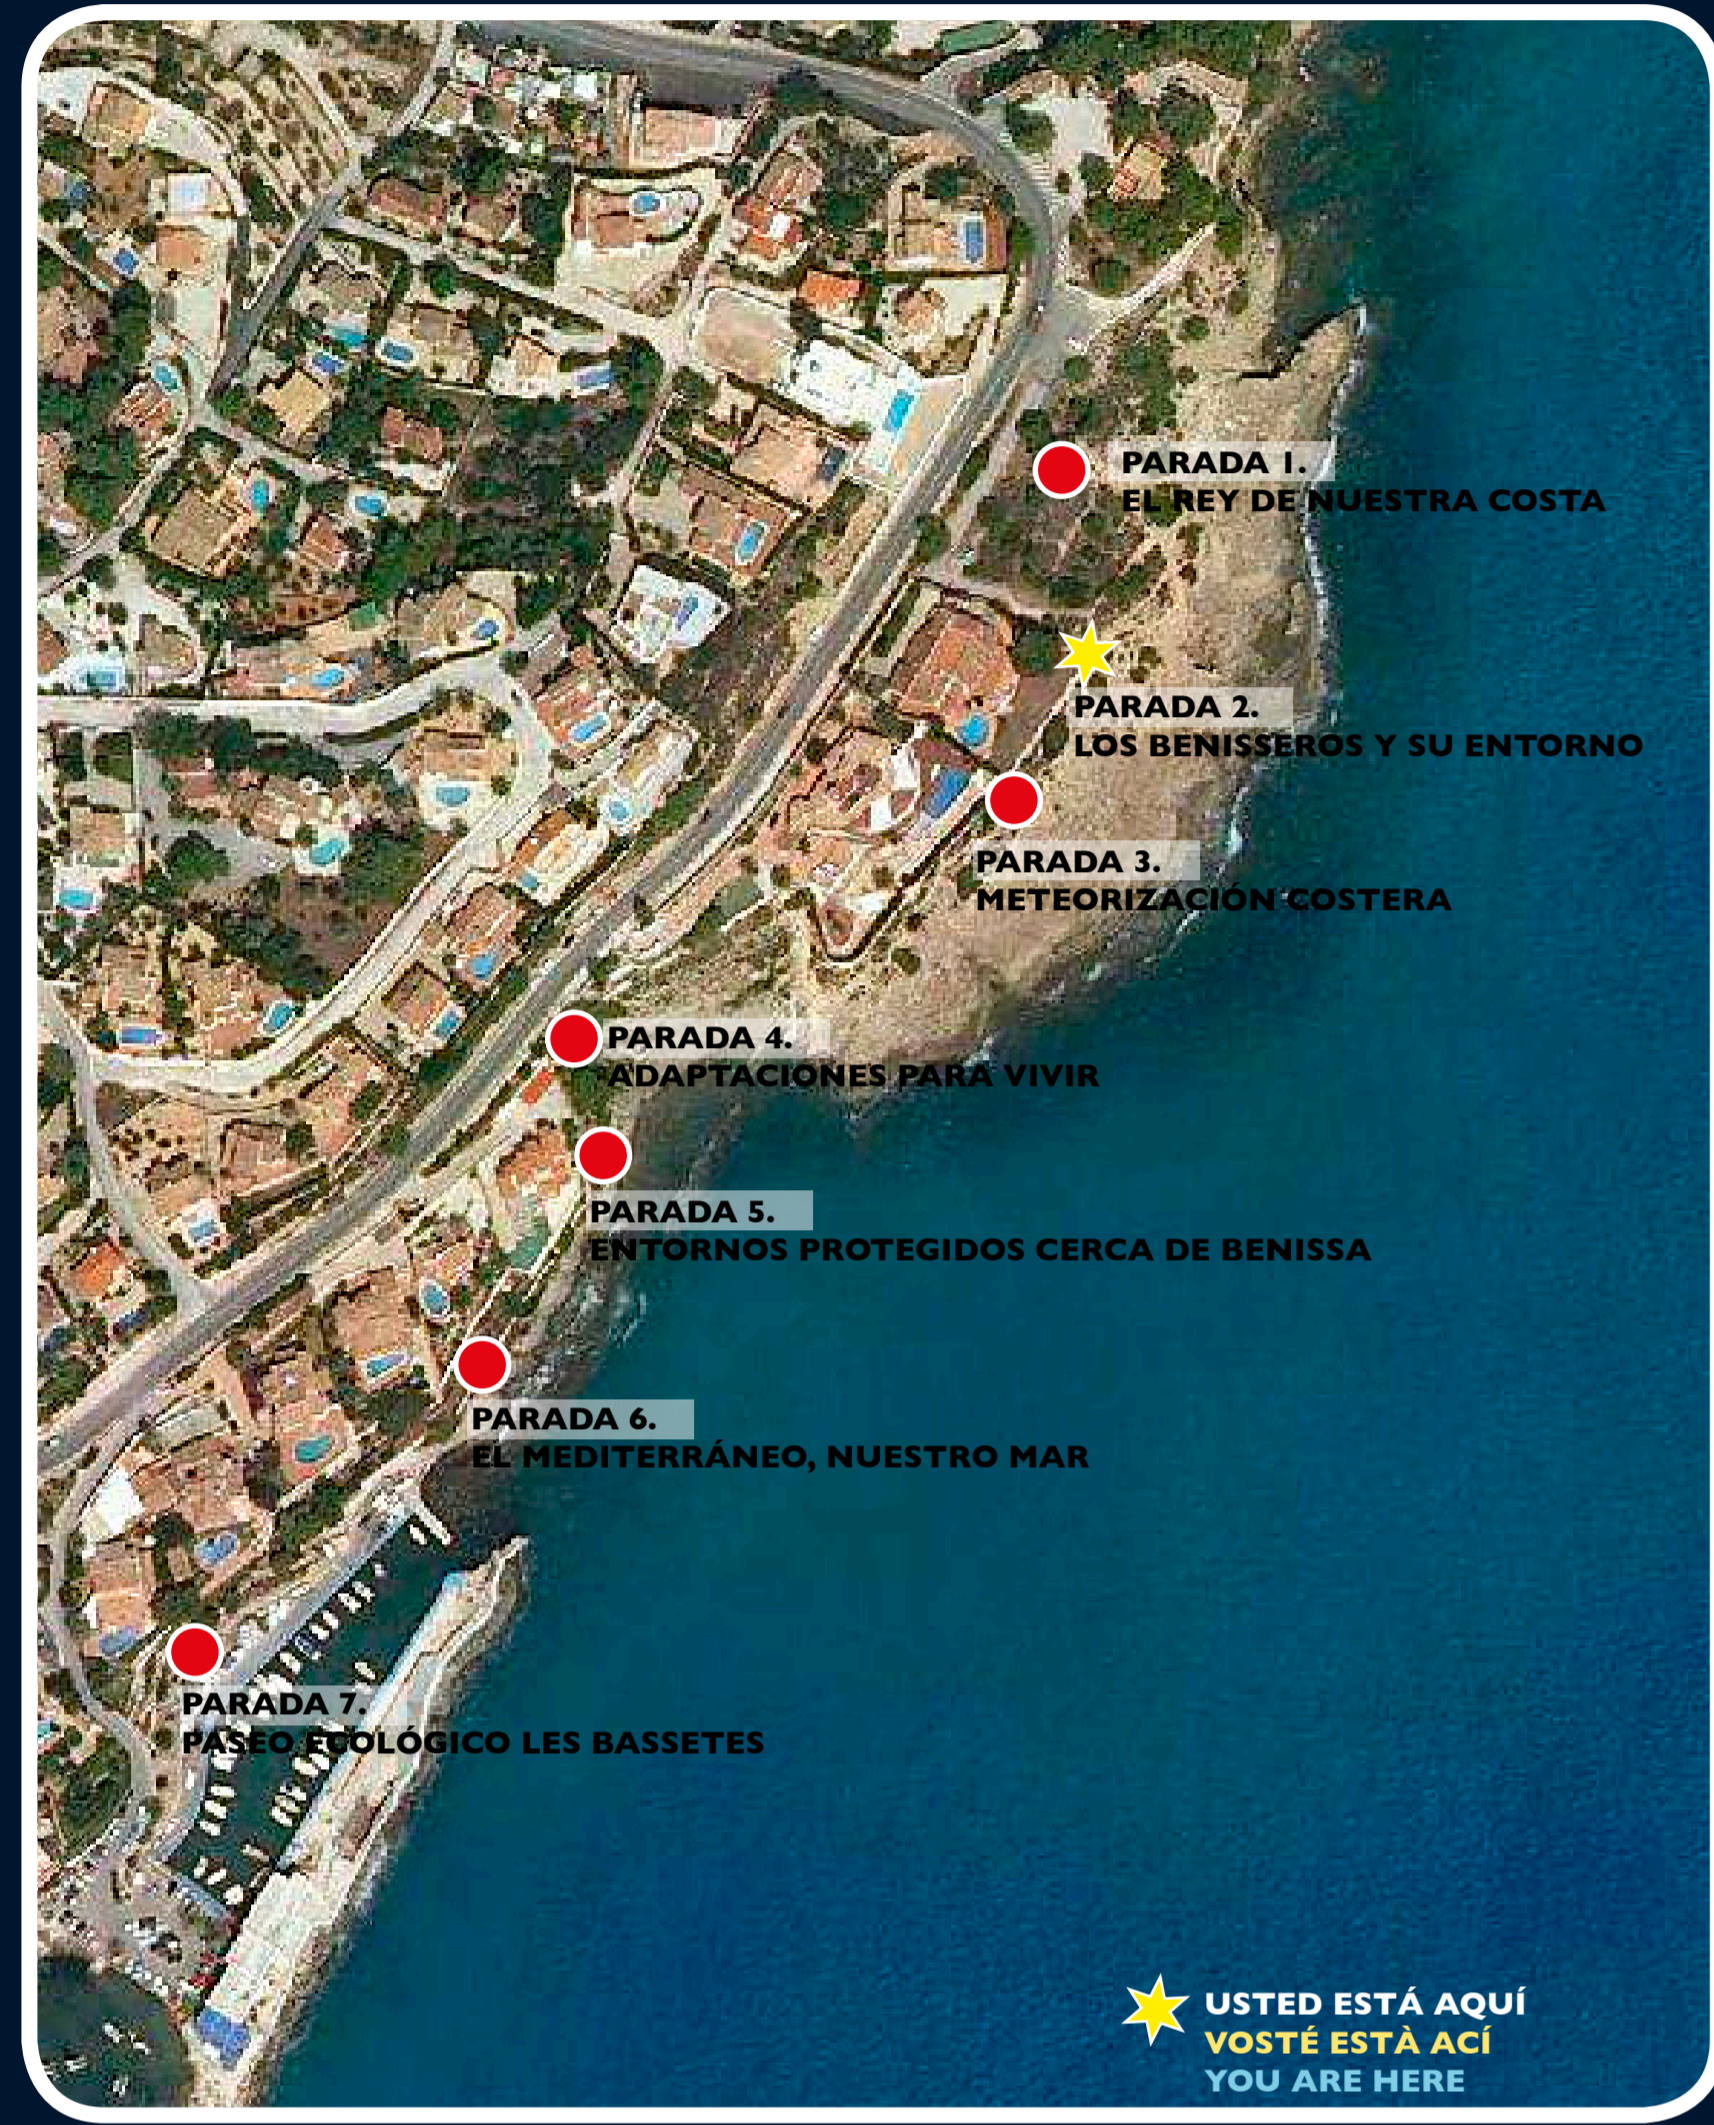 PARADA 1.
EL REY DE NUESTRA COSTA
PARADA 2.
LOS BENISSEROS Y SU ENTORNO
PARADA 3.
METEORIZACIÓN COSTERA
PARADA 4.
ADAPTACIONES PARA VIVIR
PARADA 5.
ENTORNOS PROTEGIDOS CERCA DE BENISSA
PARADA 6.
EL MEDITERRÁNEO, NUESTRO MAR
PARADA 7.
PASEO ECOLÓGICO LES BASSETES
USTED ESTÁ AQUÍ
VOSTÉ ESTÀ ACÍ
YOU ARE HERE